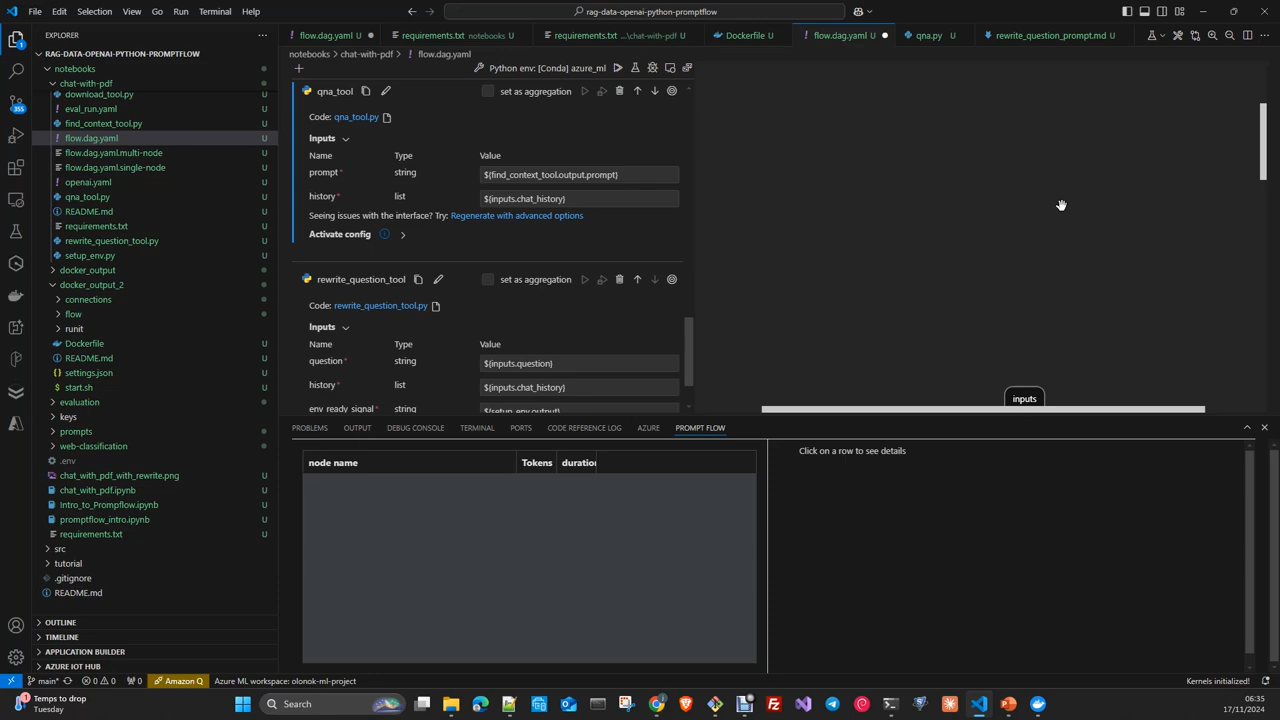 File Edit Selection View Go Run Terminal Help
rag-data-openai-python-promptflow
EXPLORER
RAG-DATA-OPENAI-PYTHON-PROMPTFLOW
notebooks
chat-with-pdf
download_tool.py U
eval_run.yaml U
find_context_tool.py U
flow.dag.yaml U
flow.dag.yaml.multi-node U
flow.dag.yaml.single-node U
openai.yaml U
qna_tool.py U
README.md U
requirements.txt U
rewrite_question_tool.py U
setup_env.py U
docker_output
docker_output_2
connections
flow
runit
Dockerfile U
README.md U
settings.json U
start.sh U
evaluation
keys
prompts
web-classification
.env
chat_with_pdf_with_rewrite.png U
chat_with_pdf.ipynb U
Intro_to_Prompflow.ipynb U
promptflow_intro.ipynb U
requirements.txt U
src
tutorial
.gitignore
README.md
OUTLINE
TIMELINE
APPLICATION BUILDER
AZURE IOT HUB
1
355
flow.dag.yaml U
requirements.txt notebooks U
requirements.txt ...\chat-with-pdf U
Dockerfile U
flow.dag.yaml U
qna.py U
rewrite_question_prompt.md U
notebooks > chat-with-pdf > flow.dag.yaml
Python env: [Conda] azure_ml
qna_tool set as aggregation
Code: qna_tool.py
Inputs
Name Type Value
prompt* string ${find_context_tool.output.prompt}
history* list ${inputs.chat_history}
Seeing issues with the interface? Try: Regenerate with advanced options
Activate config
rewrite_question_tool set as aggregation
Code: rewrite_question_tool.py
Inputs
Name Type Value
question* string ${inputs.question}
history* list ${inputs.chat_history}
env_ready_signal* string ${setup_env.output}
inputs
PROBLEMS OUTPUT DEBUG CONSOLE TERMINAL PORTS CODE REFERENCE LOG AZURE PROMPT FLOW
node name Tokens duration
Click on a row to see details
main* 0 0 0 Amazon Q Azure ML workspace: olonok-ml-project Kernels initialized!
1
Temps to drop
Tuesday
Search
06:35
17/11/2024